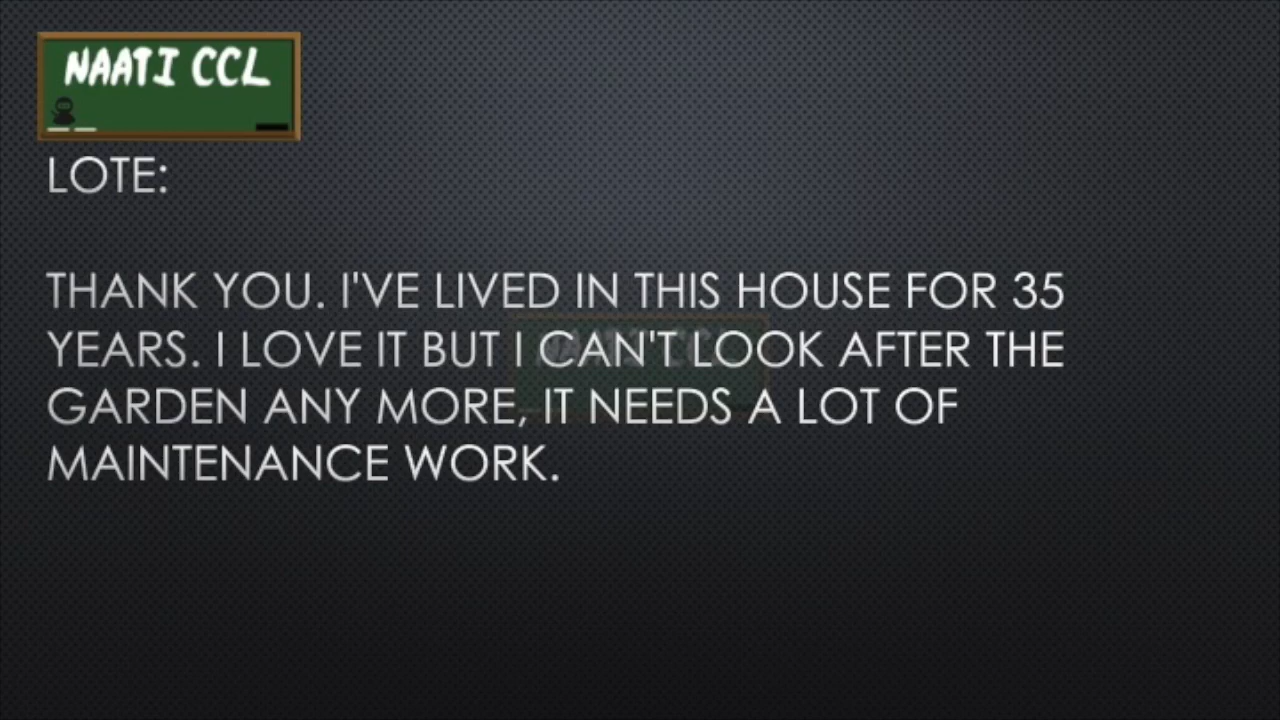 NAATI CCL
LOTE:
THANK YOU. I'VE LIVED IN THIS HOUSE FOR 35
YEARS. I LOVE IT BUT I CAN'T LOOK AFTER THE
GARDEN ANY MORE, IT NEEDS A LOT OF
MAINTENANCE WORK.